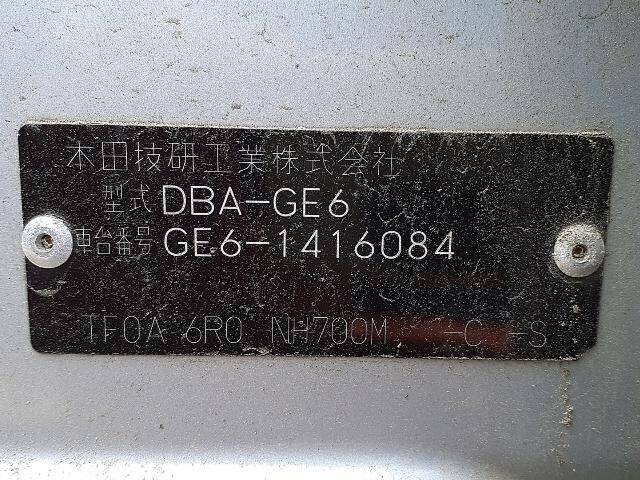 本田技研工業株式会社
型式 DBA-GE6
車台番号 GE6-1416084
TF0A 6R0 NH700M -C -S